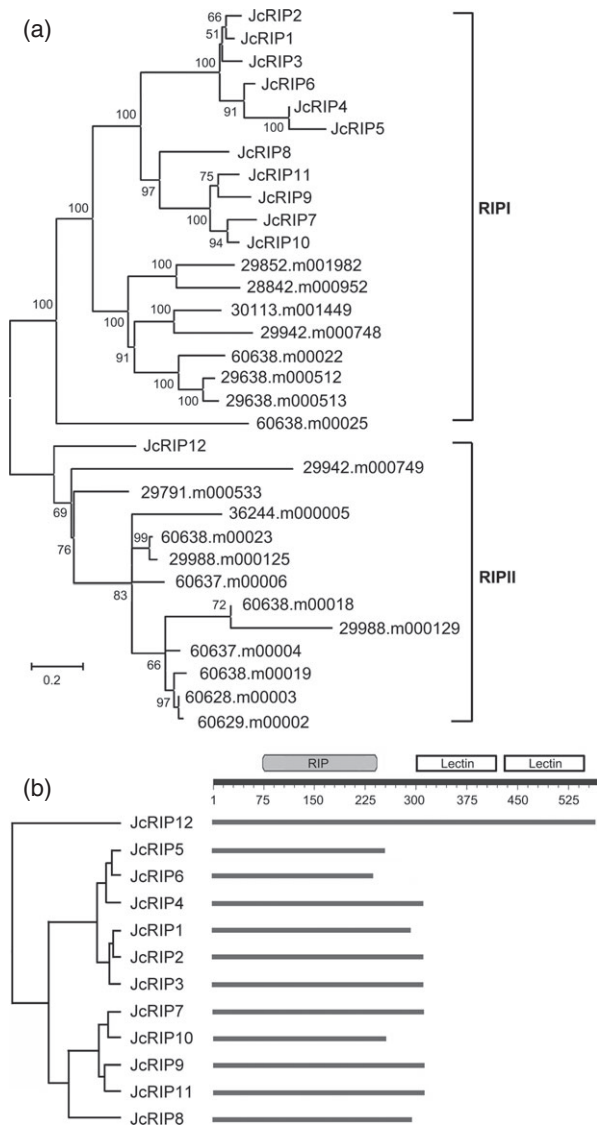 (a)
66
JcRIP2
51
JcRIP1
JcRIP3
100
JcRIP6
91
JcRIP4
100
JcRIP5
100
JcRIP8
97
75
JcRIP11
JcRIP9
100
JcRIP7
94
JcRIP10
RIPI
100
100
29852.m001982
28842.m000952
100
100
30113.m001449
29942.m000748
91
60638.m00022
100
29638.m000512
100
29638.m000513
100
60638.m00025
JcRIP12
29942.m000749
69
29791.m000533
76
36244.m000005
99
60638.m00023
29988.m000125
60637.m00006
83
RIPII
72
60638.m00018
29988.m000129
60637.m00004
66
60638.m00019
97
60628.m00003
60629.m00002
0.2
(b)
RIP Lectin Lectin
1 75 150 225 300 375 450 525
JcRIP12
JcRIP5
JcRIP6
JcRIP4
JcRIP1
JcRIP2
JcRIP3
JcRIP7
JcRIP10
JcRIP9
JcRIP11
JcRIP8